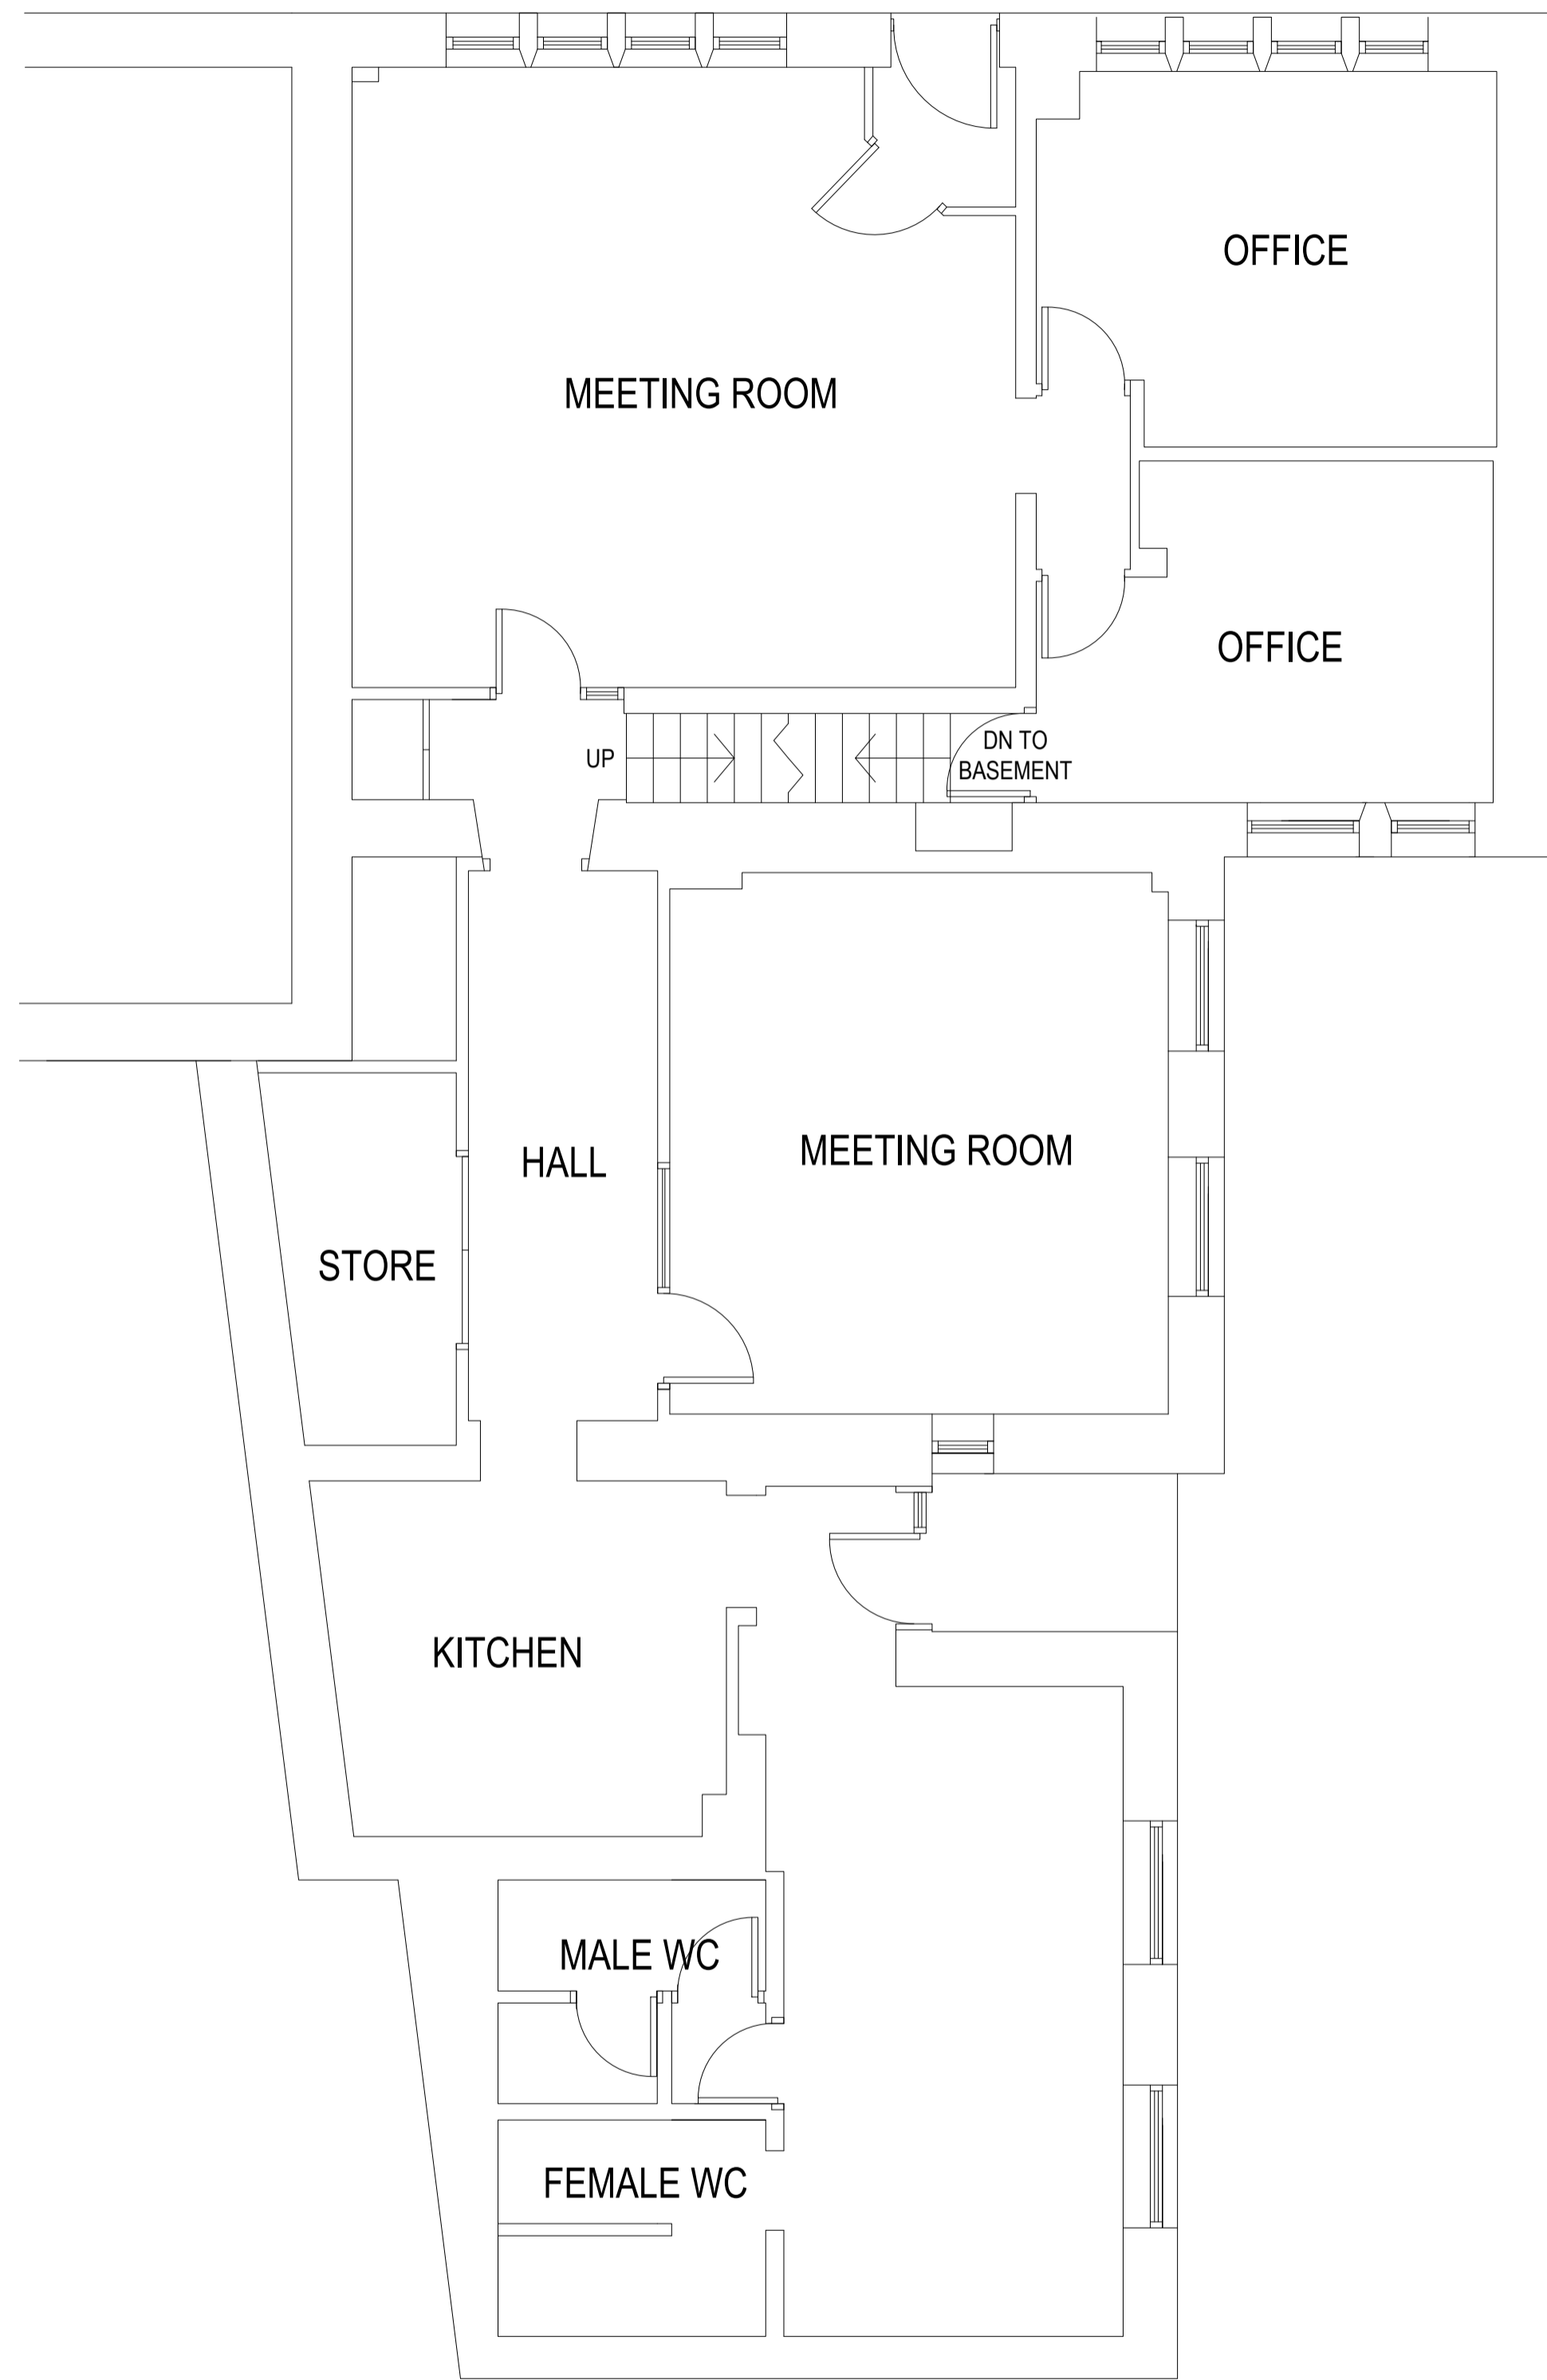 OFFICE
MEETING ROOM
OFFICE
UP
DN TO
BASEMENT
MEETING ROOM
HALL
STORE
KITCHEN
MALE WC
FEMALE WC